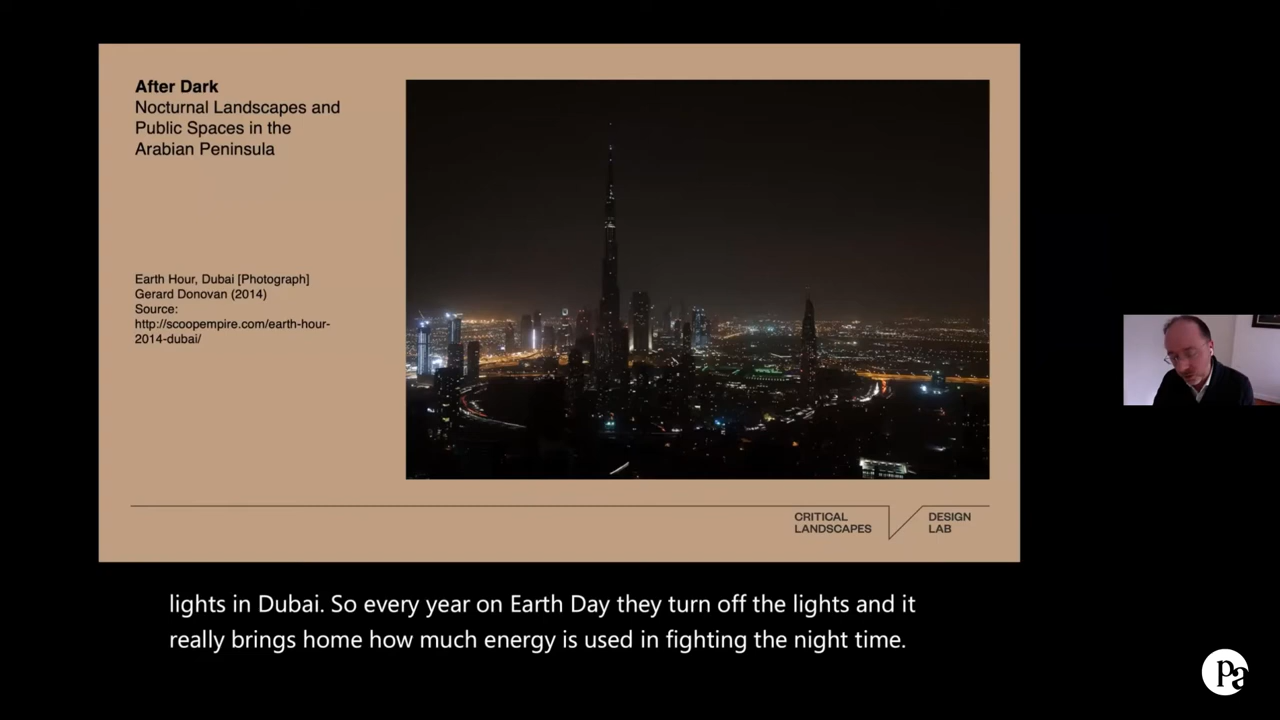 After Dark
Nocturnal Landscapes and
Public Spaces in the
Arabian Peninsula
Earth Hour, Dubai [Photograph]
Gerard Donovan (2014)
Source:
http://scoopempire.com/earth-hour-
2014-dubai/
CRITICAL
LANDSCAPES
DESIGN
LAB
lights in Dubai. So every year on Earth Day they turn off the lights and it
really brings home how much energy is used in fighting the night time.
Pa